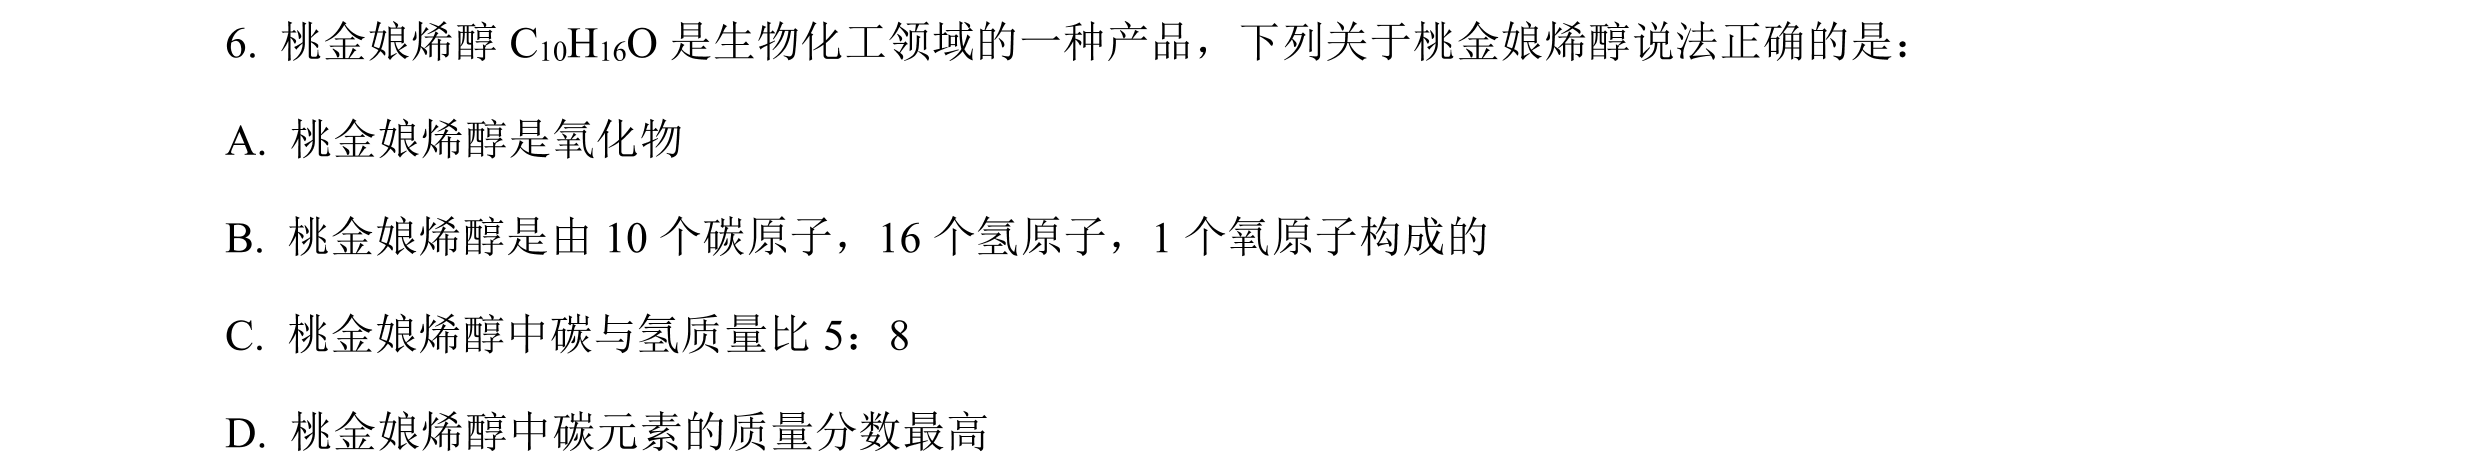 6. 桃金娘烯醇 C₁₀H₁₆O 是生物化工领域的一种产品，下列关于桃金娘烯醇说法正确的是：
A. 桃金娘烯醇是氧化物
B. 桃金娘烯醇是由 10 个碳原子，16 个氢原子，1 个氧原子构成的
C. 桃金娘烯醇中碳与氢质量比 5：8
D. 桃金娘烯醇中碳元素的质量分数最高